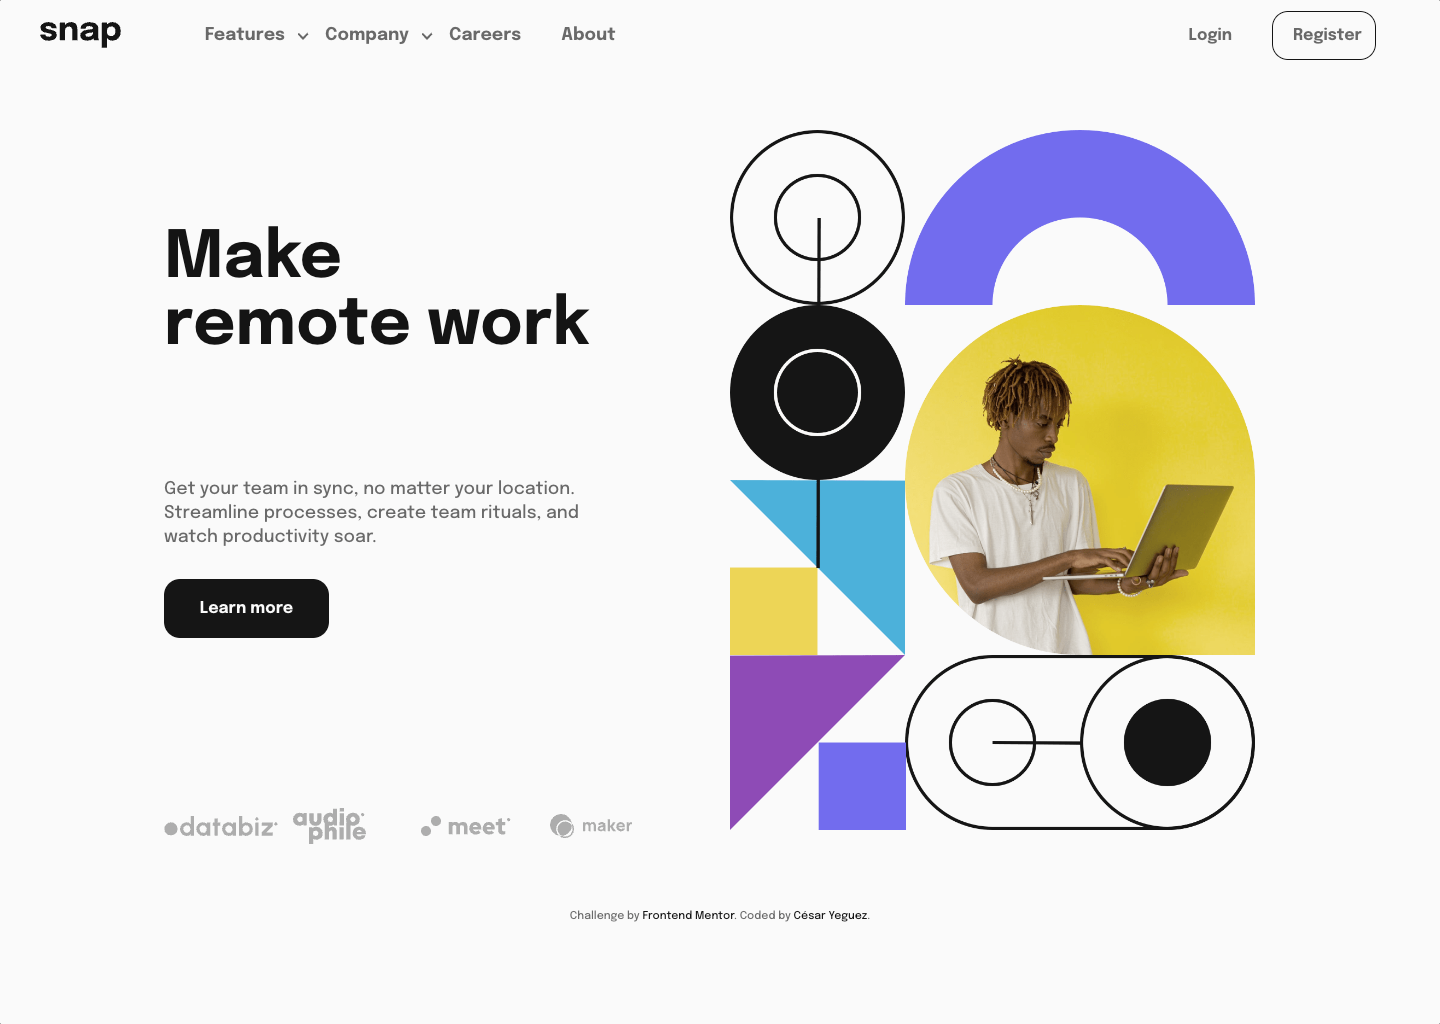 snap Features Company Careers About Login Register
Make
remote work
Get your team in sync, no matter your location.
Streamline processes, create team rituals, and
watch productivity soar.
Learn more
databiz audiophile meet maker
Challenge by Frontend Mentor. Coded by César Yeguez.